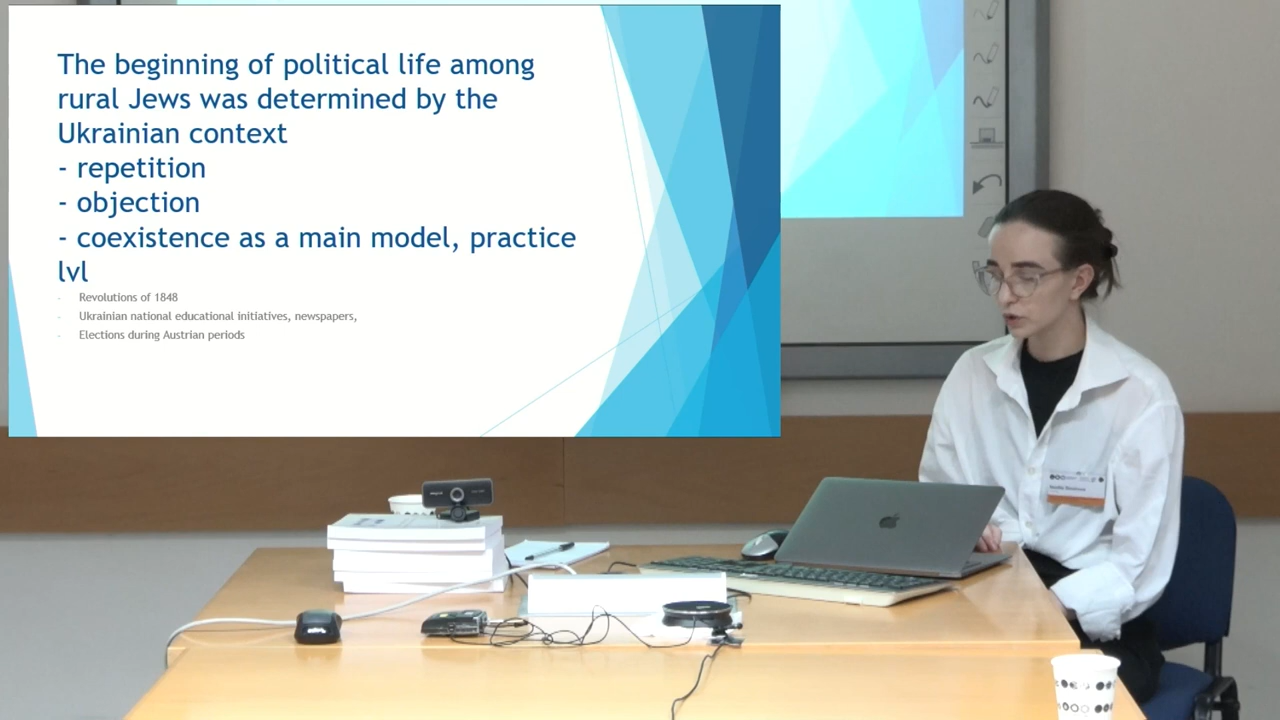 The beginning of political life among
rural Jews was determined by the
Ukrainian context
- repetition
- objection
- coexistence as a main model, practice
lvl
- Revolutions of 1848
- Ukrainian national educational initiatives, newspapers,
- Elections during Austrian periods